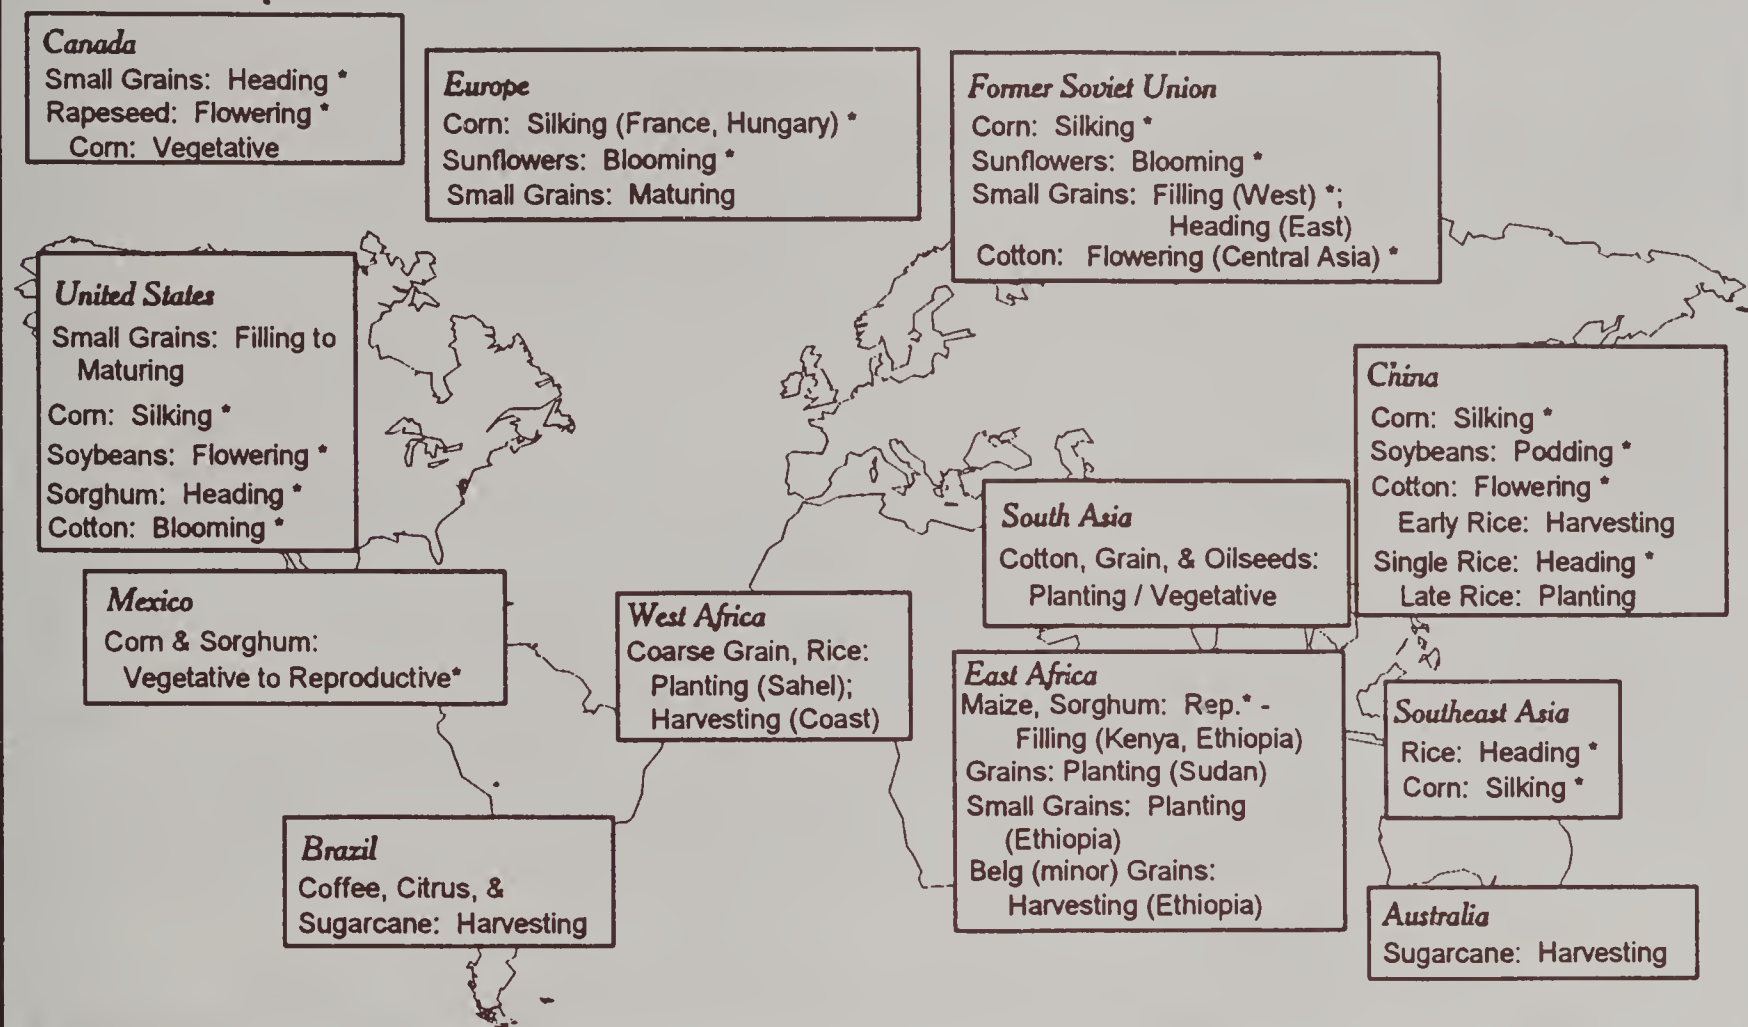 Canada
Small Grains: Heading *
Rapeseed: Flowering *
Corn: Vegetative
Europe
Corn: Silking (France, Hungary) *
Sunflowers: Blooming *
Small Grains: Maturing
Former Soviet Union
Corn: Silking *
Sunflowers: Blooming *
Small Grains: Filling (West) *;
Heading (East)
Cotton: Flowering (Central Asia) *
United States
Small Grains: Filling to
Maturing
Corn: Silking *
Soybeans: Flowering *
Sorghum: Heading *
Cotton: Blooming *
China
Corn: Silking *
Soybeans: Podding *
Cotton: Flowering *
Early Rice: Harvesting
Single Rice: Heading *
Late Rice: Planting
South Asia
Cotton, Grain, & Oilseeds:
Planting / Vegetative
Mexico
Corn & Sorghum:
Vegetative to Reproductive*
West Africa
Coarse Grain, Rice:
Planting (Sahel);
Harvesting (Coast)
East Africa
Maize, Sorghum: Rep.* -
Filling (Kenya, Ethiopia)
Grains: Planting (Sudan)
Small Grains: Planting
(Ethiopia)
Belg (minor) Grains:
Harvesting (Ethiopia)
Southeast Asia
Rice: Heading *
Corn: Silking *
Brazil
Coffee, Citrus, &
Sugarcane: Harvesting
Australia
Sugarcane: Harvesting